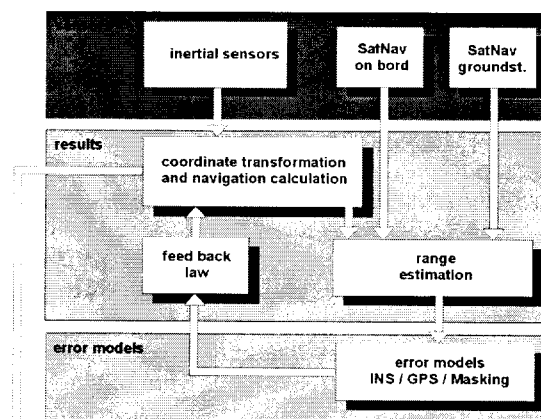 inertial sensors
SatNav
on bord
SatNav
groundst.
results
coordinate transformation
and navigation calculation
feed back
law
range
estimation
error models
error models
INS / GPS / Masking